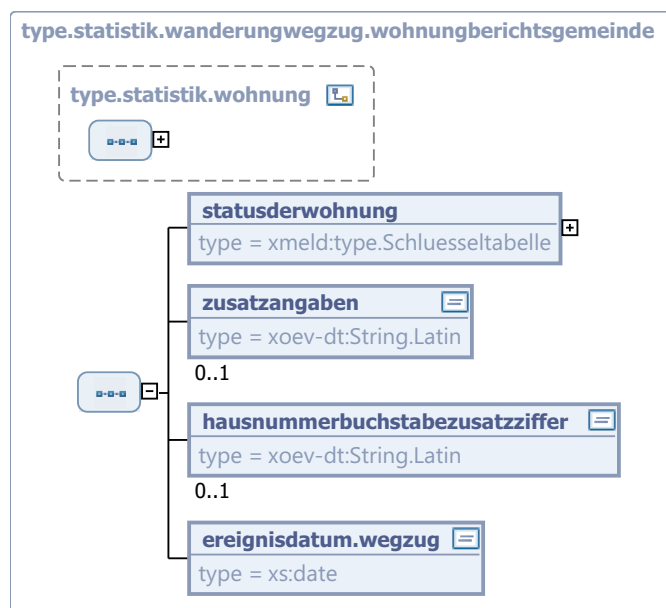 type.statistik.wanderungwegzug.wohnungberichtsgemeinde
type.statistik.wohnung
statusderwohnung
type = xmeld:type.Schluesseltabelle
zusatzangaben
type = xoev-dt:String.Latin
0..1
hausnummerbuchstabezusatzziffer
type = xoev-dt:String.Latin
0..1
ereignisdatum.wegzug
type = xs:date